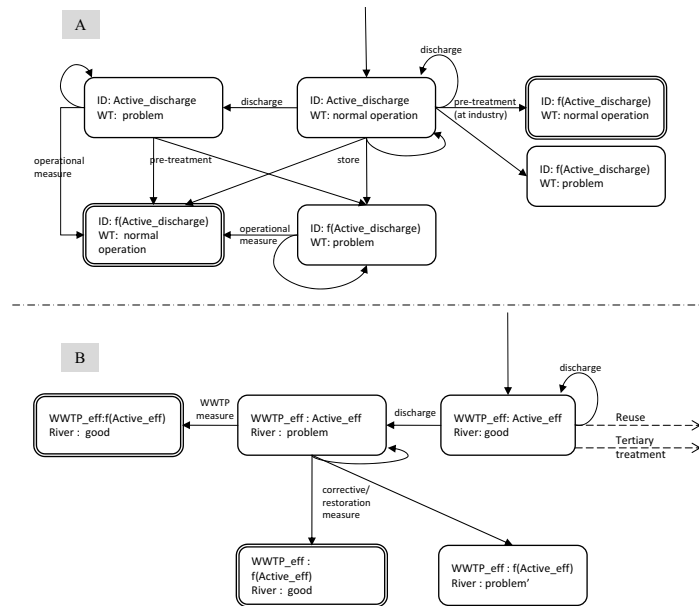 A
discharge
ID: Active_discharge
WT: problem
discharge
ID: Active_discharge
WT: normal operation
pre-treatment
(at industry)
ID: f(Active_discharge)
WT: normal operation
operational
measure
pre-treatment
store
ID: f(Active_discharge)
WT: problem
ID: f(Active_discharge)
WT: normal
operation
operational
measure
ID: f(Active_discharge)
WT: problem
B
discharge
WWTP_eff:f(Active_eff)
River : good
WWTP
measure
WWTP_eff : Active_eff
River : problem
discharge
WWTP_eff: Active_eff
River: good
Reuse
Tertiary
treatment
corrective/
restoration
measure
WWTP_eff :
f(Active_eff)
River : good
WWTP_eff : f(Active_eff)
River : problem’